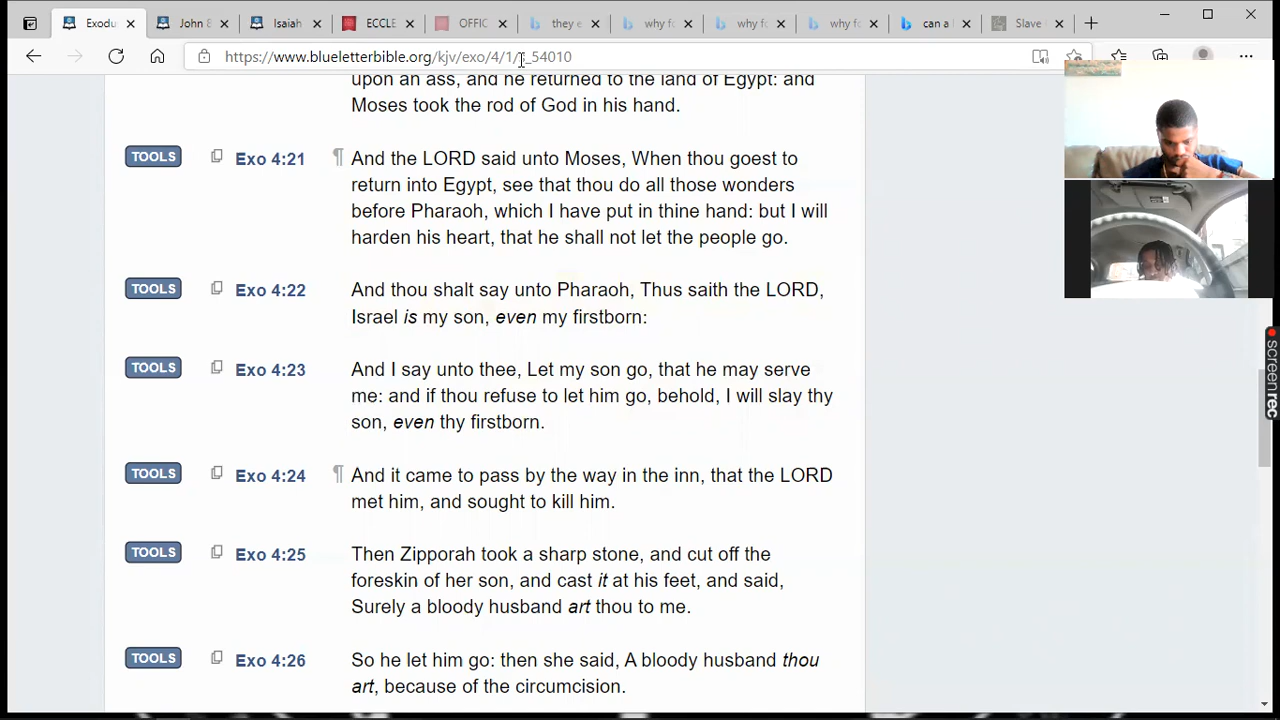 Exodu
John 8
Isaiah
ECCLE
OFFIC
they e
why fo
why h
why fo
can a
Slave
https://www.blueletterbible.org/kjv/exo/4/1/s_54010
upon an ass, and he returned to the land of Egypt: and
Moses took the rod of God in his hand.
TOOLS Exo 4:21 ¶ And the LORD said unto Moses, When thou goest to
return into Egypt, see that thou do all those wonders
before Pharaoh, which I have put in thine hand: but I will
harden his heart, that he shall not let the people go.
TOOLS Exo 4:22 And thou shalt say unto Pharaoh, Thus saith the LORD,
Israel is my son, even my firstborn:
TOOLS Exo 4:23 And I say unto thee, Let my son go, that he may serve
me: and if thou refuse to let him go, behold, I will slay thy
son, even thy firstborn.
TOOLS Exo 4:24 ¶ And it came to pass by the way in the inn, that the LORD
met him, and sought to kill him.
TOOLS Exo 4:25 Then Zipporah took a sharp stone, and cut off the
foreskin of her son, and cast it at his feet, and said,
Surely a bloody husband art thou to me.
TOOLS Exo 4:26 So he let him go: then she said, A bloody husband thou
art, because of the circumcision.
screenrec